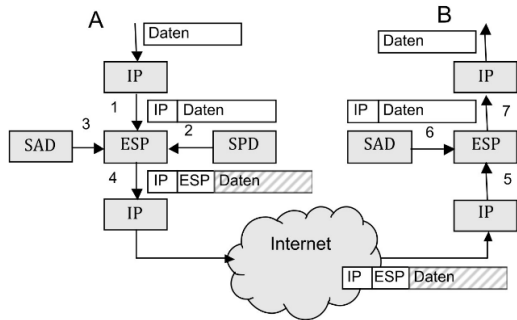 A
B
Daten
Daten
IP
IP
1
IP Daten
IP Daten
7
3
2
6
SAD
ESP
SPD
SAD
ESP
4
IP ESP Daten
5
IP
IP
Internet
IP ESP Daten